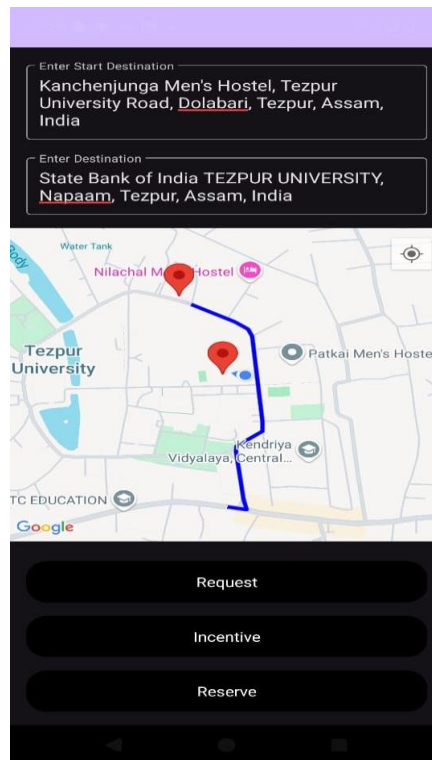 Enter Start Destination
Kanchenjunga Men's Hostel, Tezpur
University Road, Dolabari, Tezpur, Assam,
India
Enter Destination
State Bank of India TEZPUR UNIVERSITY,
Napaam, Tezpur, Assam, India
Water Tank
Nilachal M Hostel
Tezpur
University
Patkai Men's Hoste
Kendriya
Vidyalaya, Central...
TC EDUCATION
Google
Request
Incentive
Reserve